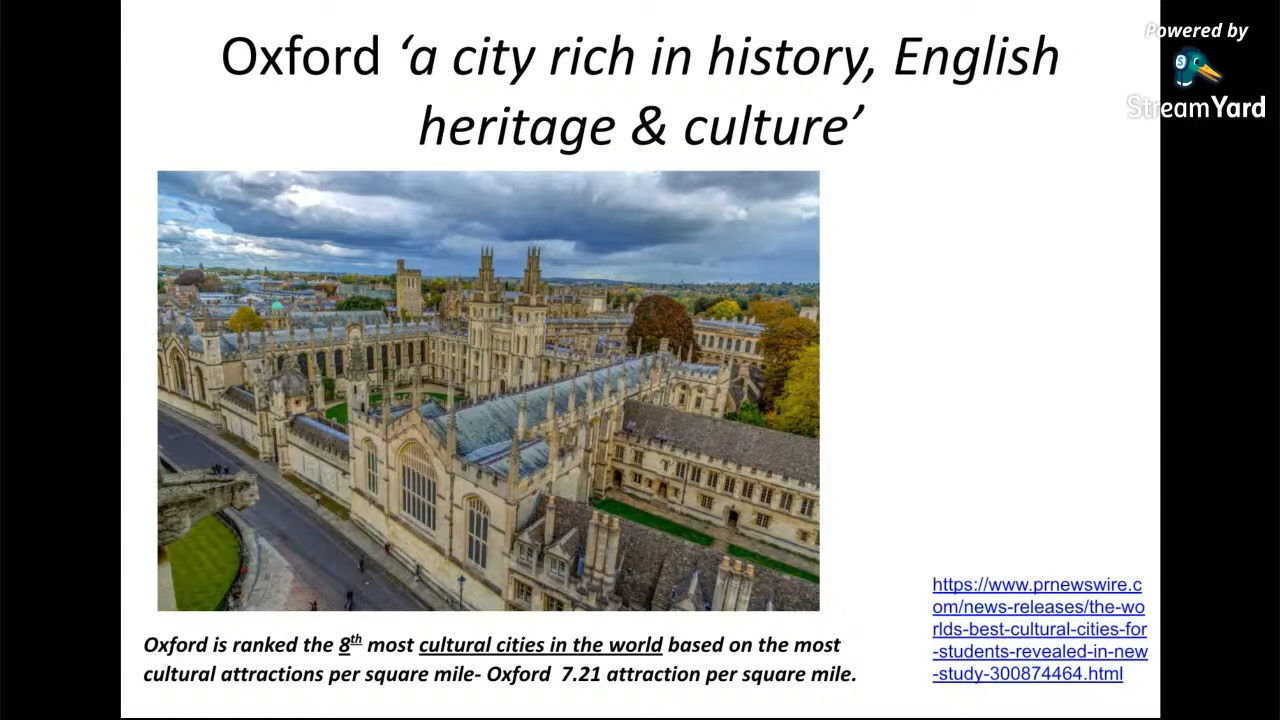 Oxford ‘a city rich in history, English
heritage & culture’
Powered by
StreamYard
Oxford is ranked the 8th most cultural cities in the world based on the most
cultural attractions per square mile- Oxford  7.21 attraction per square mile.
https://www.prnewswire.c
om/news-releases/the-wo
rlds-best-cultural-cities-for
-students-revealed-in-new
-study-300874464.html